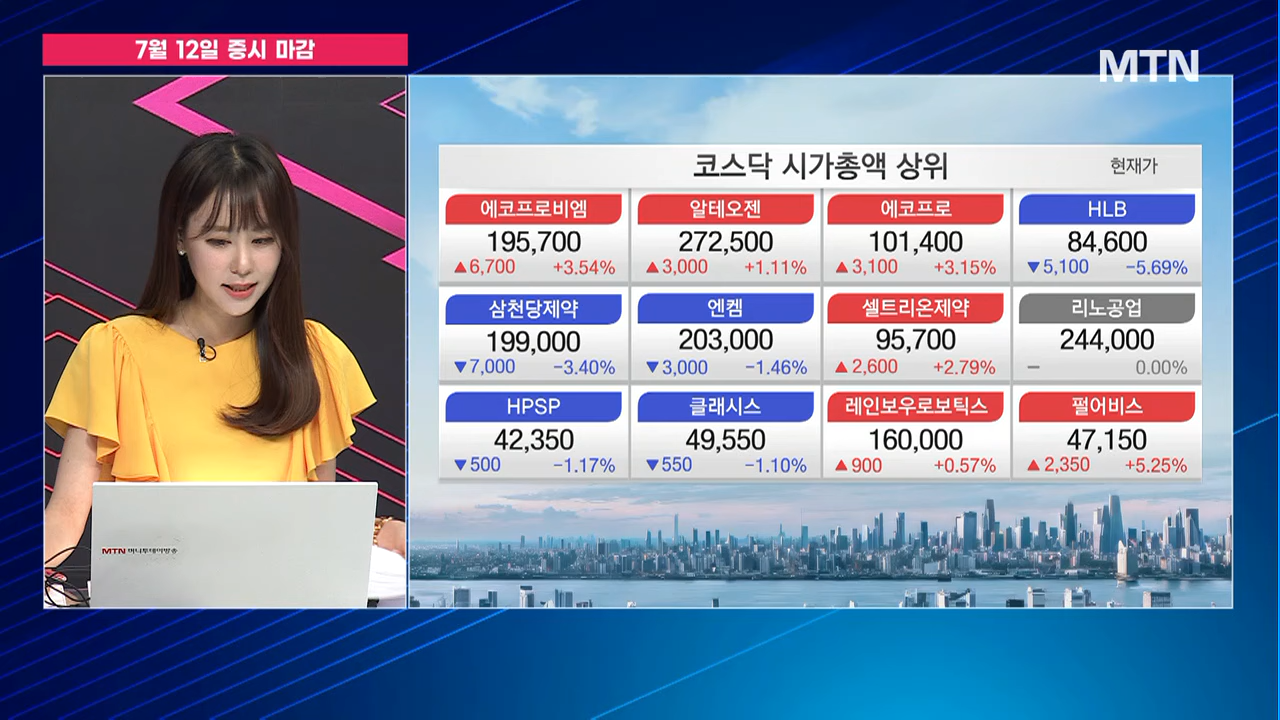 7월 12일 증시 마감
MTN
코스닥 시가총액 상위
현재가
에코프로비엠
195,700
▲6,700 +3.54%
알테오젠
272,500
▲3,000 +1.11%
에코프로
101,400
▲3,100 +3.15%
HLB
84,600
▼5,100 -5.69%
삼천당제약
199,000
▼7,000 -3.40%
엔켐
203,000
▼3,000 -1.46%
셀트리온제약
95,700
▲2,600 +2.79%
리노공업
244,000
- 0.00%
HPSP
42,350
▼500 -1.17%
클래시스
49,550
▼550 -1.10%
레인보우로보틱스
160,000
▲900 +0.57%
펄어비스
47,150
▲2,350 +5.25%
MTN 머니투데이방송